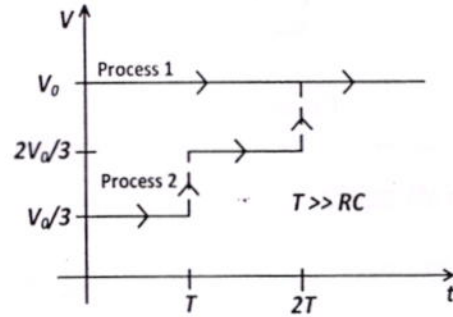 V
Process 1
V₀
2V₀/3
Process 2
T >> RC
V₀/3
T
2T
t